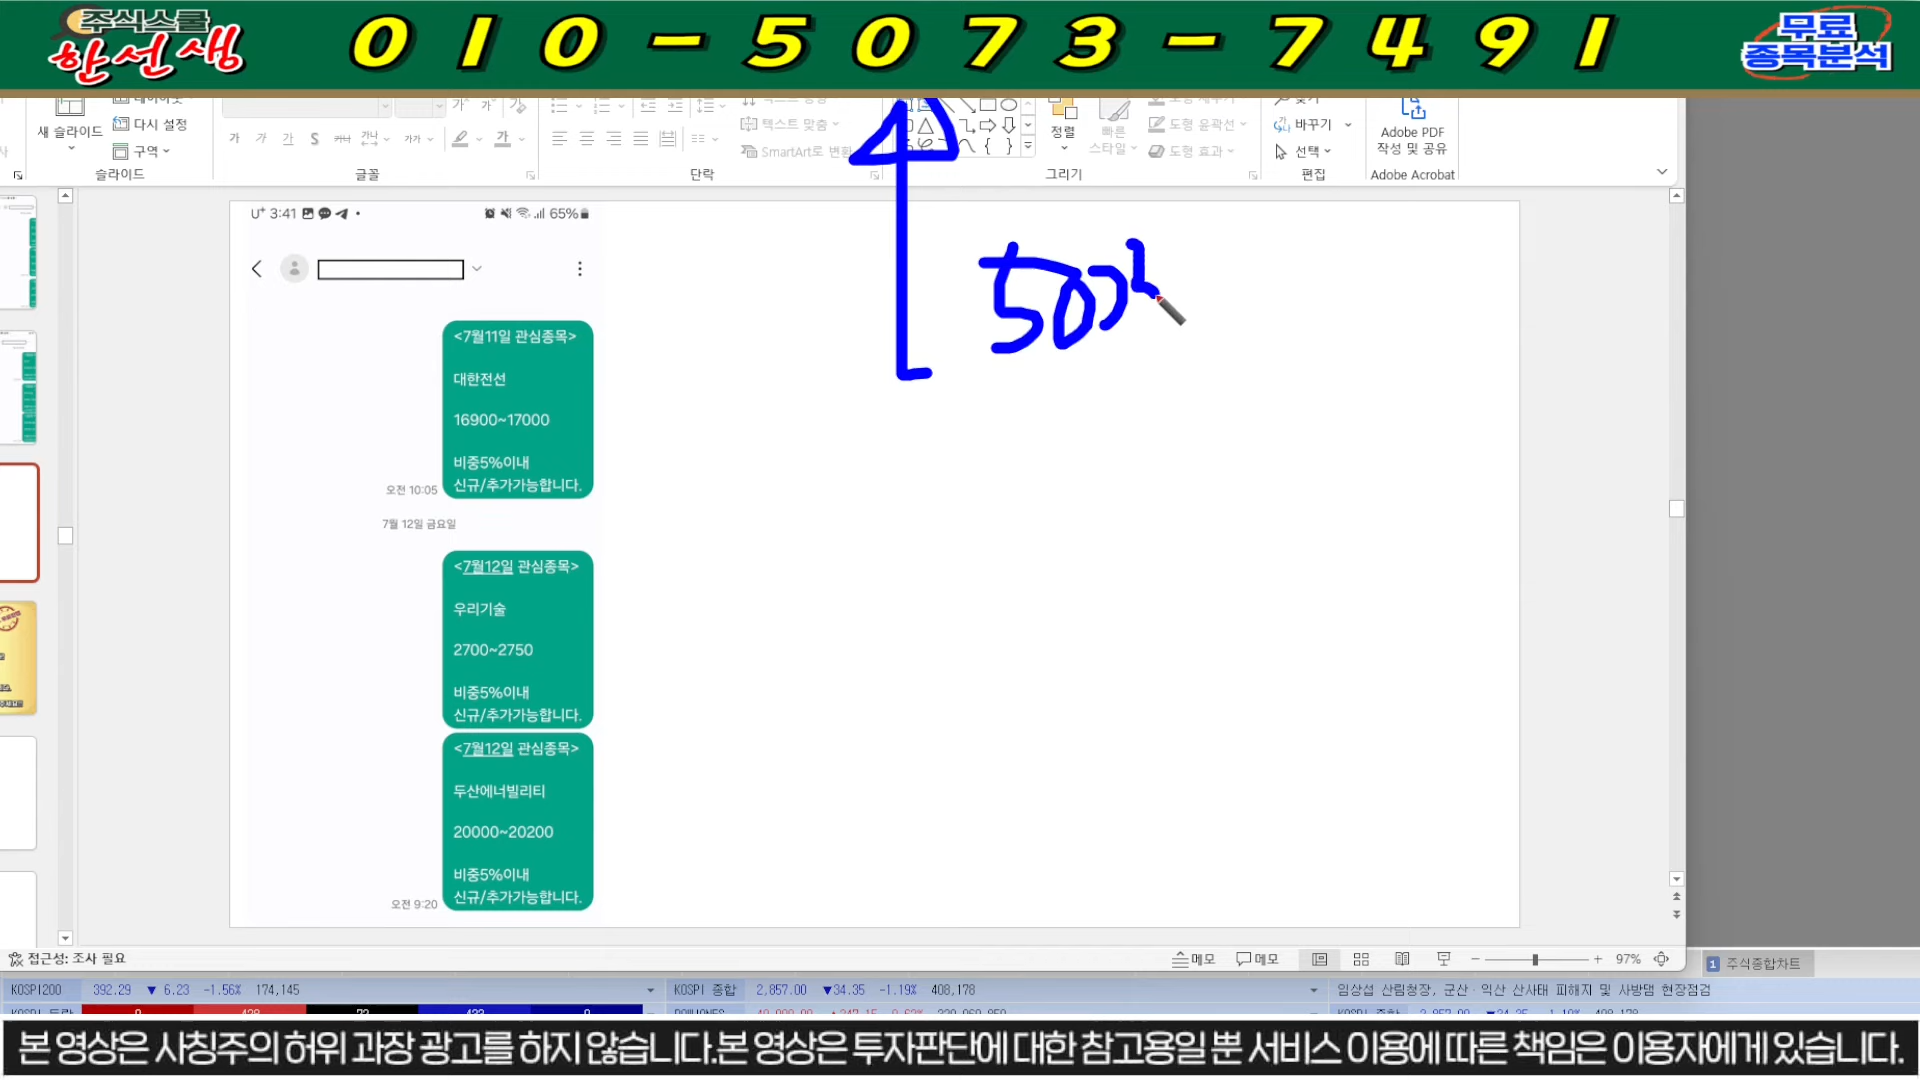 주식스쿨
한선생
010-5073-7491
무료
종목분석
새 슬라이드
다시 설정
구역
슬라이드
글꼴
텍스트 맞춤
SmartArt로 변환
단락
정렬
빠른
스타일
도형 윤곽선
도형 효과
그리기
바꾸기
선택
편집
Adobe PDF
작성 및 공유
Adobe Acrobat
U+ 3:41
65%
50
<7월11일 관심종목>
대한전선
16900~17000
비중5%이내
신규/추가가능합니다.
오전 10:05
7월 12일 금요일
<7월12일 관심종목>
우리기술
2700~2750
비중5%이내
신규/추가가능합니다.
<7월12일 관심종목>
두산에너빌리티
20000~20200
비중5%이내
신규/추가가능합니다.
오전 9:20
접근성: 조사 필요
메모
메모
97%
1 주식종합차트
KOSPI200 392.29 ▼ 6.23 -1.56% 174,145
KOSPI 종합 2,857.00 ▼34.35 -1.19% 408,178
임상섭 산림청장, 군산·익산 산사태 피해지 및 사방댐 현장점검
본 영상은 사칭주의 허위 과장 광고를 하지 않습니다.본 영상은 투자판단에 대한 참고용일 뿐 서비스 이용에 따른 책임은 이용자에게 있습니다.